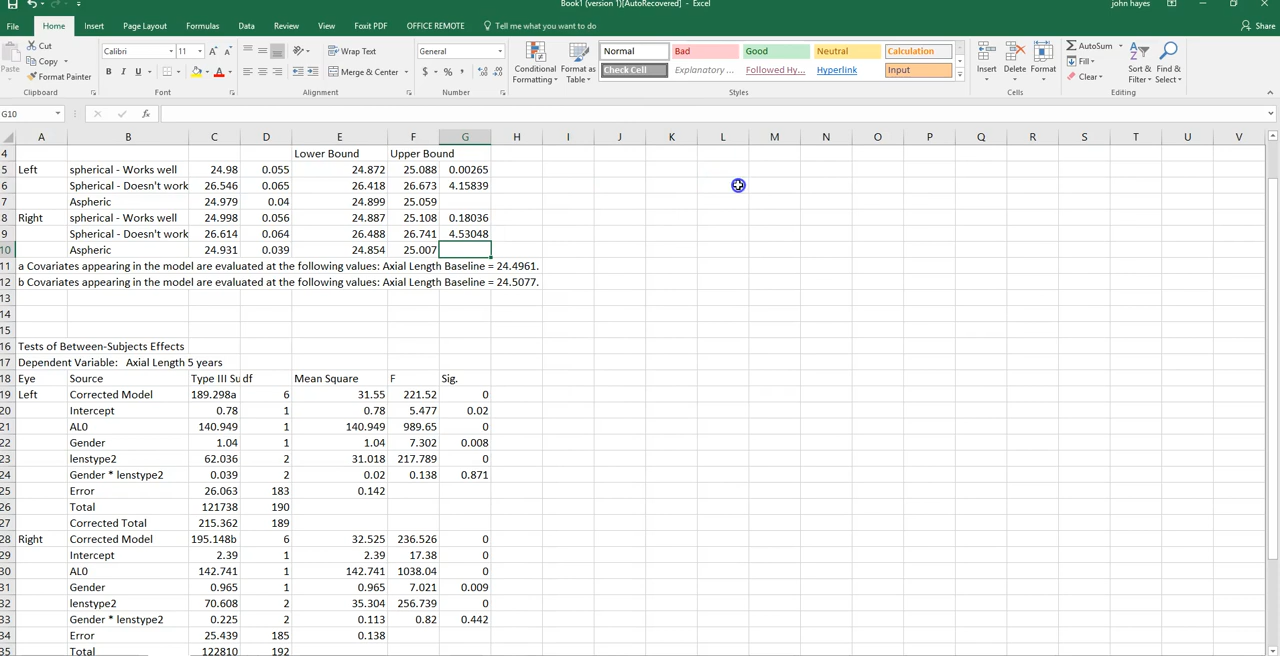 Book1 (version 1)[AutoRecovered] - Excel john hayes
File Home Insert Page Layout Formulas Data Review View Foxit PDF OFFICE REMOTE Tell me what you want to do Share
Cut Calibri 11 Wrap Text General Normal Bad Good Neutral Calculation AutoSum
Paste Copy Fill
Format Painter B I U Merge & Center $ % , Conditional Formatting Format as Table Check Cell Explanatory ... Followed Hy... Hyperlink Input Insert Delete Format Clear Sort & Filter Find & Select
Clipboard Font Alignment Number Styles Cells Editing
G10 fx
A B C D E F G H I J K L M N O P Q R S T U V
4 Lower Bound Upper Bound
5 Left spherical - Works well 24.98 0.055 24.872 25.088 0.00265
6 Spherical - Doesn't work 26.546 0.065 26.418 26.673 4.15839
7 Aspheric 24.979 0.04 24.899 25.059
8 Right spherical - Works well 24.998 0.056 24.887 25.108 0.18036
9 Spherical - Doesn't work 26.614 0.064 26.488 26.741 4.53048
10 Aspheric 24.931 0.039 24.854 25.007
11 a Covariates appearing in the model are evaluated at the following values: Axial Length Baseline = 24.4961.
12 b Covariates appearing in the model are evaluated at the following values: Axial Length Baseline = 24.5077.
13
14
15
16 Tests of Between-Subjects Effects
17 Dependent Variable: Axial Length 5 years
18 Eye Source Type III Su df Mean Square F Sig.
19 Left Corrected Model 189.298a 6 31.55 221.52 0
20 Intercept 0.78 1 0.78 5.477 0.02
21 AL0 140.949 1 140.949 989.65 0
22 Gender 1.04 1 1.04 7.302 0.008
23 lenstype2 62.036 2 31.018 217.789 0
24 Gender * lenstype2 0.039 2 0.02 0.138 0.871
25 Error 26.063 183 0.142
26 Total 121738 190
27 Corrected Total 215.362 189
28 Right Corrected Model 195.148b 6 32.525 236.526 0
29 Intercept 2.39 1 2.39 17.38 0
30 AL0 142.741 1 142.741 1038.04 0
31 Gender 0.965 1 0.965 7.021 0.009
32 lenstype2 70.608 2 35.304 256.739 0
33 Gender * lenstype2 0.225 2 0.113 0.82 0.442
34 Error 25.439 185 0.138
35 Total 122810 192